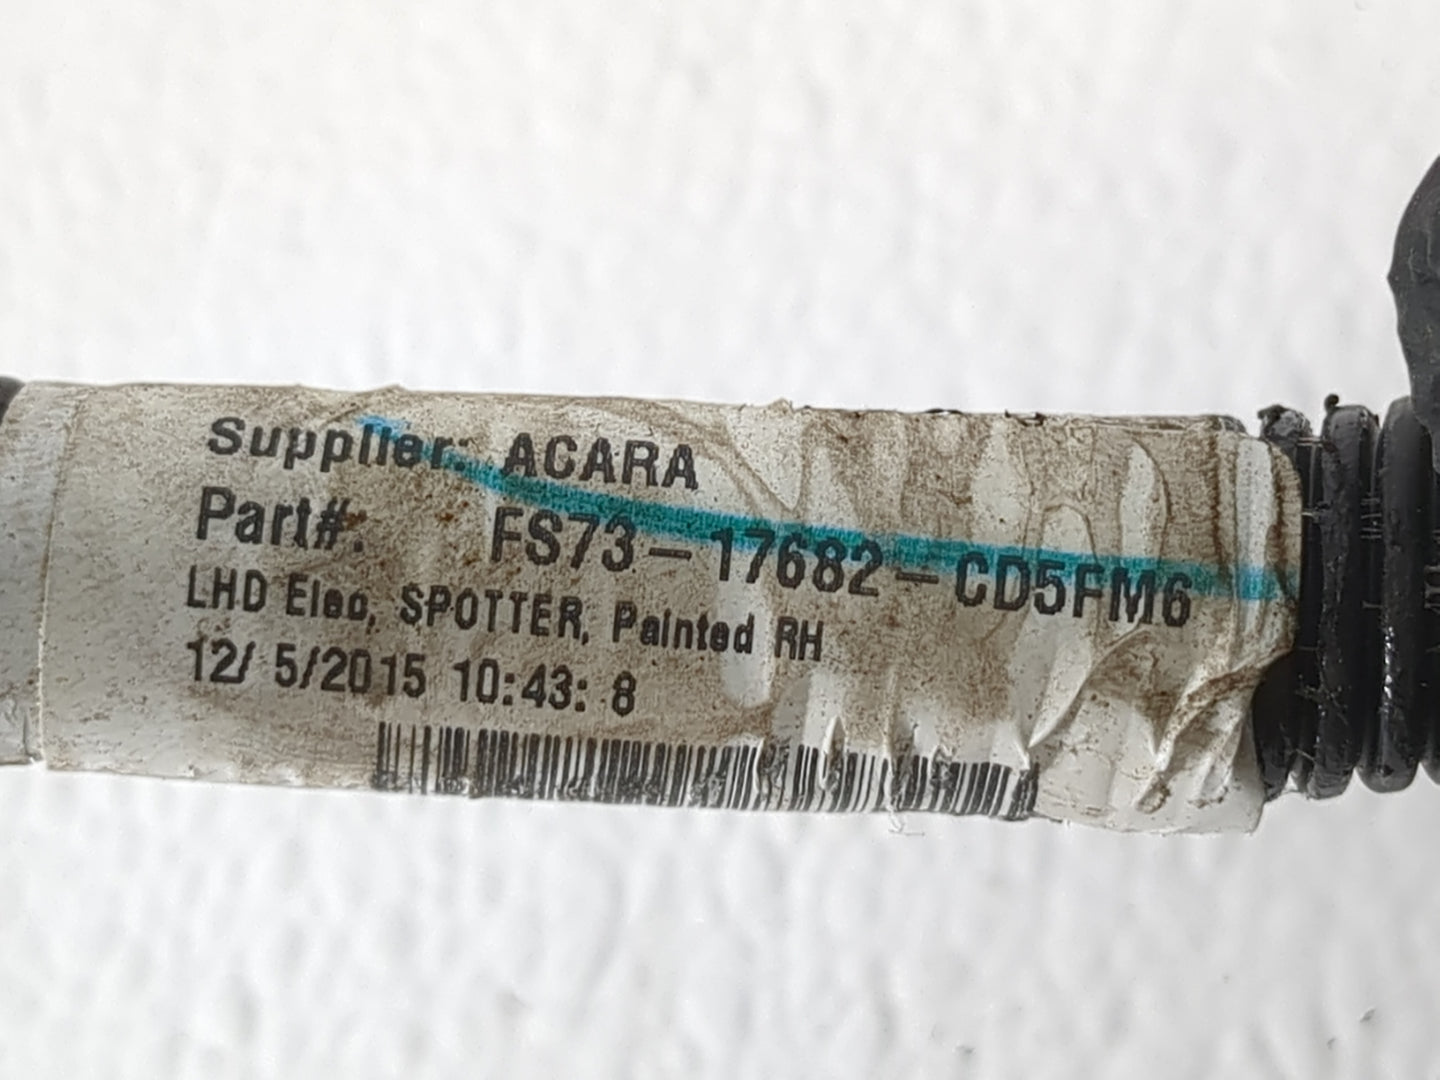 Supplier: ACARA
Part#: FS73-17682-CD5FM6
LHD Elec, SPOTTER, Painted RH
12/ 5/2015 10:43: 8